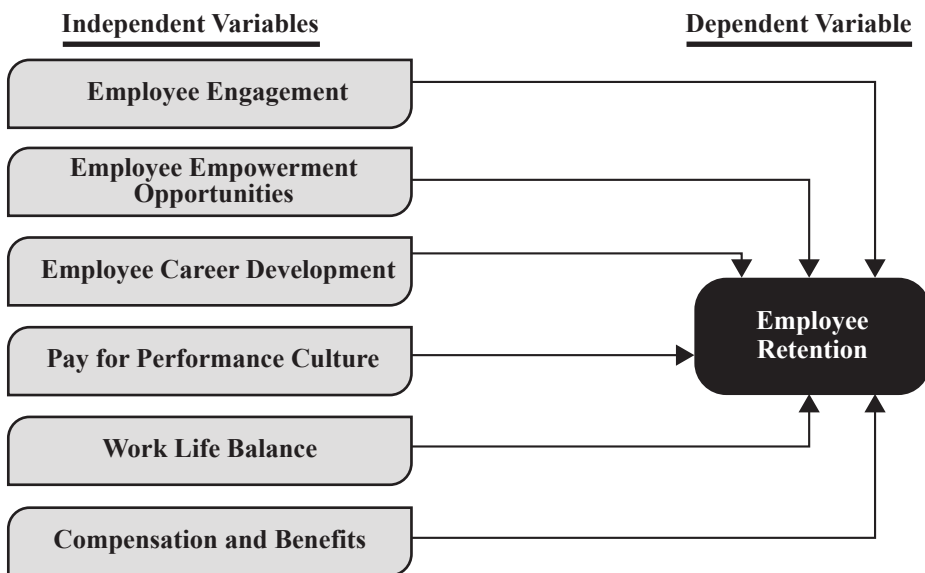 Independent Variables
Dependent Variable
Employee Engagement
Employee Empowerment
Opportunities
Employee Career Development
Pay for Performance Culture
Work Life Balance
Compensation and Benefits
Employee
Retention